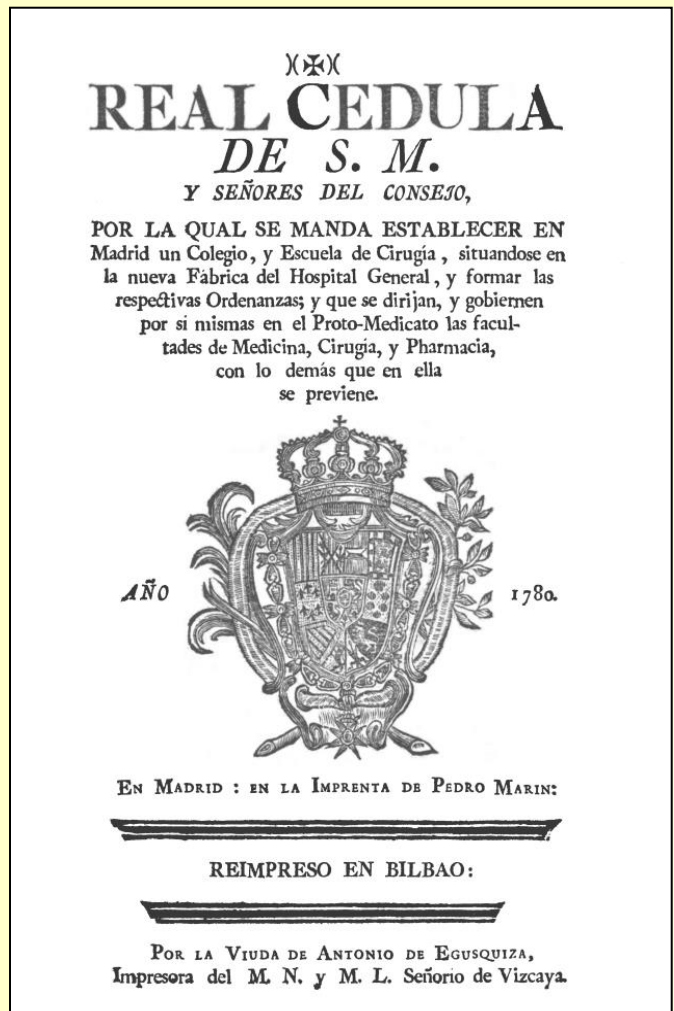 REAL CEDULA
DE S. M.
Y SEÑORES DEL CONSEJO,
POR LA QUAL SE MANDA ESTABLECER EN
Madrid un Colegio, y Escuela de Cirugía, situandose en
la nueva Fábrica del Hospital General, y formar las
respectivas Ordenanzas; y que se dirijan, y gobiernen
por sí mismas en el Proto-Medicato las facul-
tades de Medicina, Cirugía, y Pharmacia,
con lo demás que en ella
se previene.
AÑO 1780.
EN MADRID : EN LA IMPRENTA DE PEDRO MARIN:
REIMPRESO EN BILBAO:
POR LA VIUDA DE ANTONIO DE EGUSQUIZA,
Impresora del M. N. y M. L. Señorio de Vizcaya.